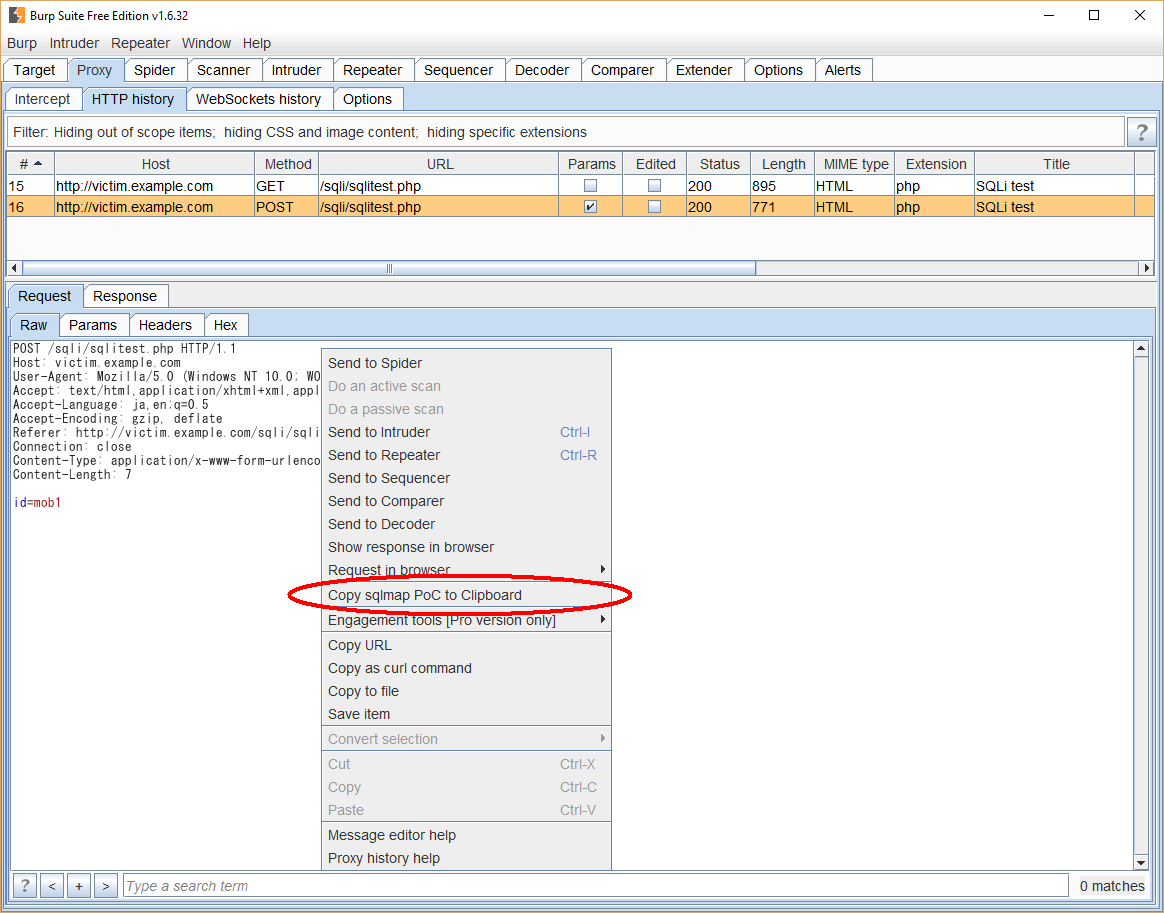 Burp Suite Free Edition v1.6.32
Burp Intruder Repeater Window Help
Target Proxy Spider Scanner Intruder Repeater Sequencer Decoder Comparer Extender Options Alerts
Intercept HTTP history WebSockets history Options
Filter: Hiding out of scope items; hiding CSS and image content; hiding specific extensions ?
# Host Method URL Params Edited Status Length MIME type Extension Title
15 http://victim.example.com GET /sqli/sqlitest.php 200 895 HTML php SQLi test
16 http://victim.example.com POST /sqli/sqlitest.php 200 771 HTML php SQLi test
Request Response
Raw Params Headers Hex
POST /sqli/sqlitest.php HTTP/1.1
Host: victim.example.com
User-Agent: Mozilla/5.0 (Windows NT 10.0; WO
Accept: text/html,application/xhtml+xml,appl
Accept-Language: ja,en;q=0.5
Accept-Encoding: gzip, deflate
Referer: http://victim.example.com/sqli/sqli
Connection: close
Content-Type: application/x-www-form-urlenco
Content-Length: 7
id=mob1
Send to Spider
Do an active scan
Do a passive scan
Send to Intruder Ctrl-I
Send to Repeater Ctrl-R
Send to Sequencer
Send to Comparer
Send to Decoder
Show response in browser
Request in browser
Copy sqlmap PoC to Clipboard
Engagement tools [Pro version only]
Copy URL
Copy as curl command
Copy to file
Save item
Convert selection
Cut Ctrl-X
Copy Ctrl-C
Paste Ctrl-V
Message editor help
Proxy history help
? < + > Type a search term 0 matches